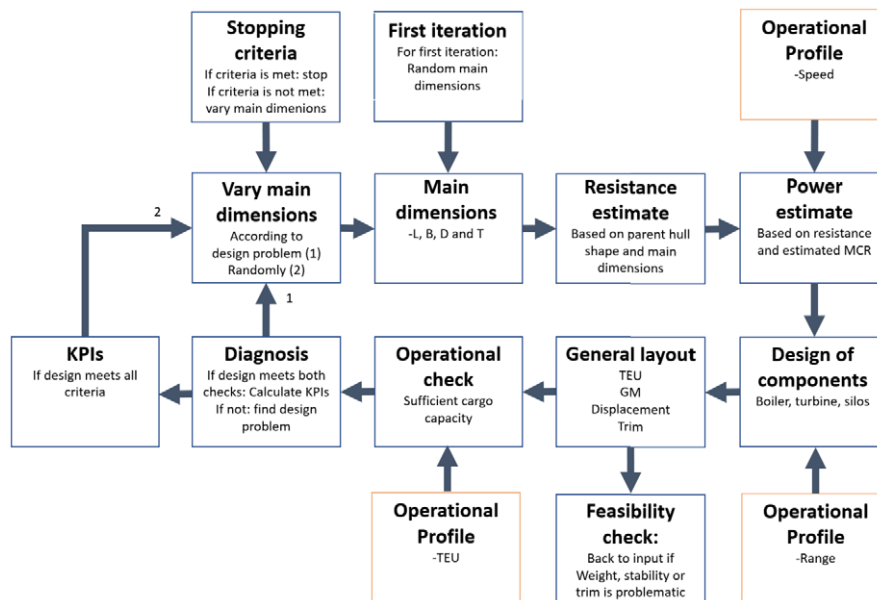 Stopping
criteria
If criteria is met: stop
If criteria is not met:
vary main dimenions
First iteration
For first iteration:
Random main
dimensions
Operational
Profile
-Speed
2
Vary main
dimensions
According to
design problem (1)
Randomly (2)
Main
dimensions
-L, B, D and T
Resistance
estimate
Based on parent hull
shape and main
dimensions
Power
estimate
Based on resistance
and estimated MCR
1
KPIs
If design meets all
criteria
Diagnosis
If design meets both
checks: Calculate KPIs
If not: find design
problem
Operational
check
Sufficient cargo
capacity
General layout
TEU
GM
Displacement
Trim
Design of
components
Boiler, turbine, silos
Operational
Profile
-TEU
Feasibility
check:
Back to input if
Weight, stability or
trim is problematic
Operational
Profile
-Range